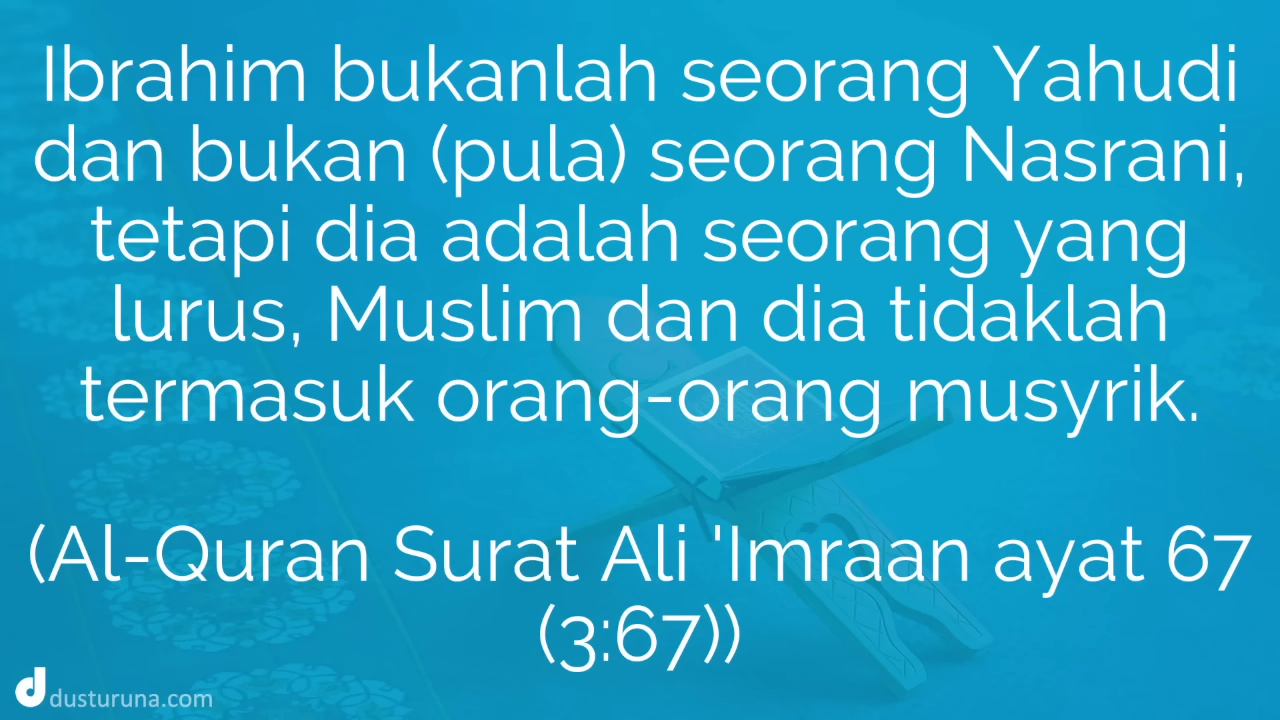 Ibrahim bukanlah seorang Yahudi
dan bukan (pula) seorang Nasrani,
tetapi dia adalah seorang yang
lurus, Muslim dan dia tidaklah
termasuk orang-orang musyrik.
(Al-Quran Surat Ali 'Imraan ayat 67
(3:67))
d dusturuna.com